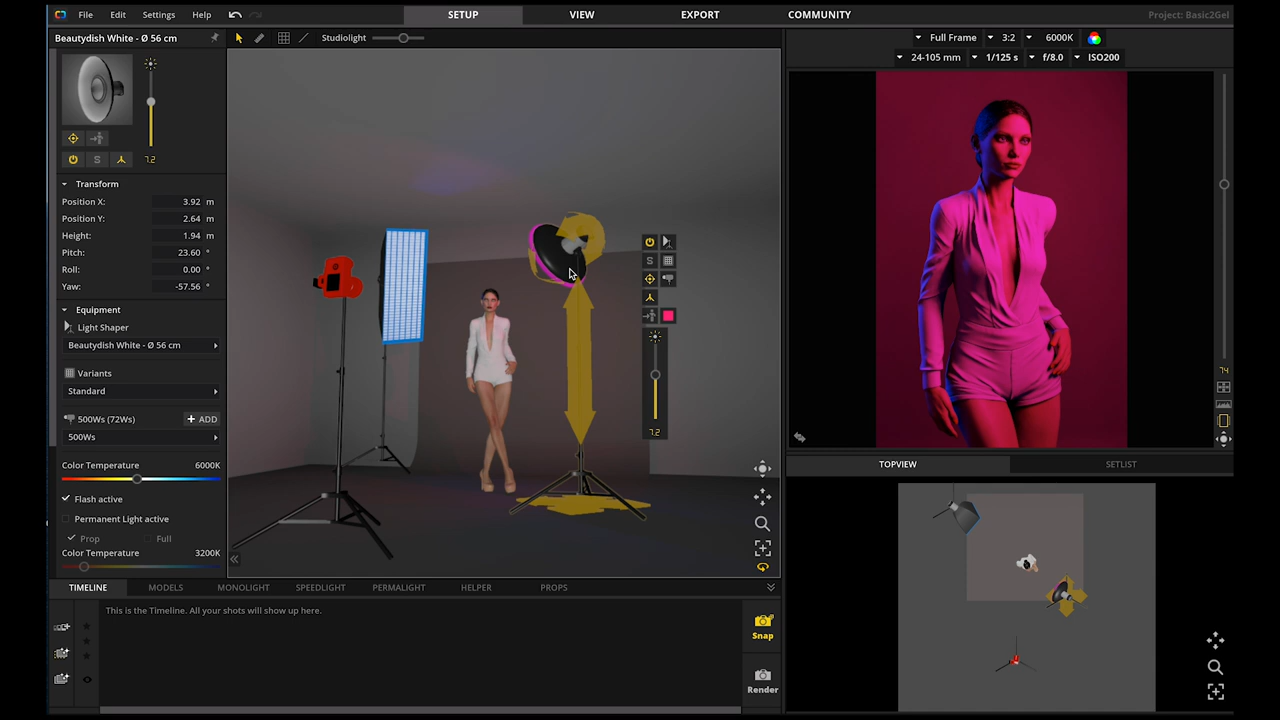 File Edit Settings Help SETUP VIEW EXPORT COMMUNITY Project: Basic2Gel
Beautydish White - Ø 56 cm
Studiolight
Full Frame 3:2 6000K
24-105 mm 1/125 s f/8.0 ISO200
S
7.2
Transform
Position X: 3.92 m
Position Y: 2.64 m
Height: 1.94 m
Pitch: 23.60 °
Roll: 0.00 °
Yaw: -57.56 °
Equipment
Light Shaper
Beautydish White - Ø 56 cm
Variants
Standard
500Ws (72Ws) + ADD
500Ws
Color Temperature 6000K
Flash active
Permanent Light active
Prop Full
Color Temperature 3200K
S
7.2
74
TOPVIEW SETLIST
TIMELINE MODELS MONOLIGHT SPEEDLIGHT PERMALIGHT HELPER PROPS
This is the Timeline. All your shots will show up here.
Snap
Render